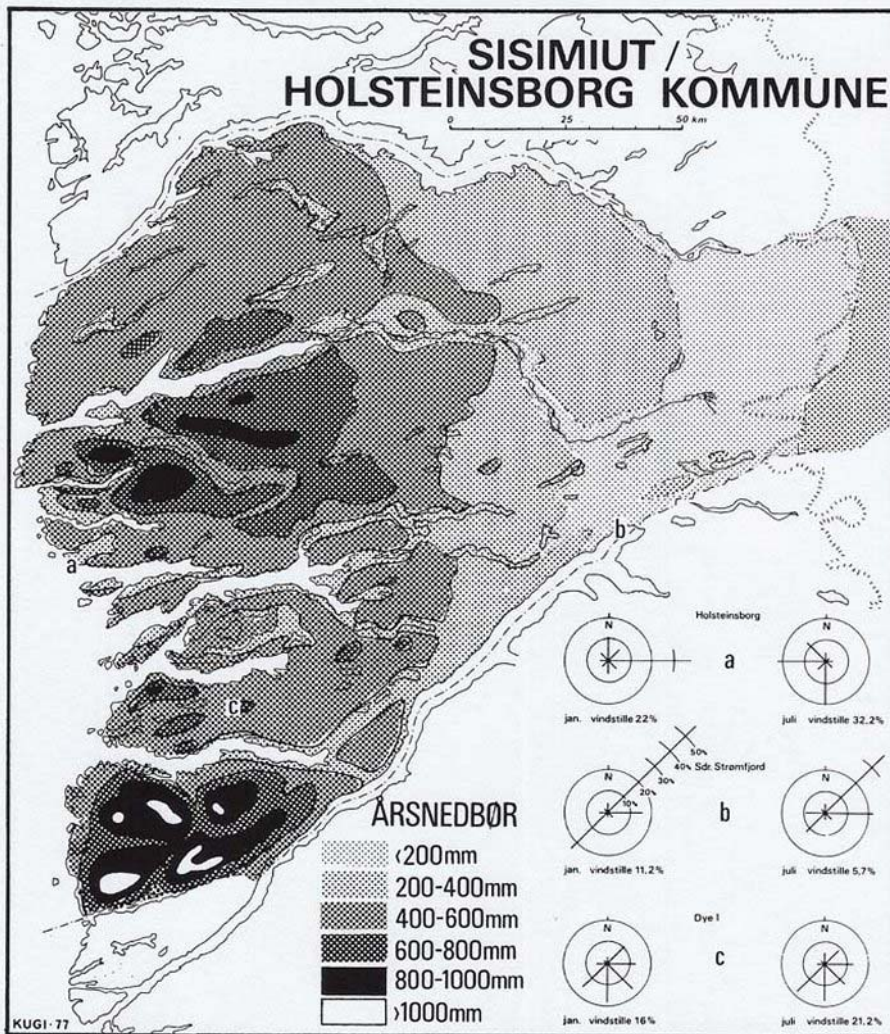 SISIMIUT /
HOLSTEINSBORG KOMMUNE
0 25 50 km
a
b
c
Holsteinsborg
N N
a
jan. vindstille 22% juli vindstille 32,2%
50%
40% Sdr. Strømfjord
30%
20%
10%
N N
b
jan. vindstille 11,2% juli vindstille 5,7%
Dye I
N N
c
jan. vindstille 16% juli vindstille 21,2%
ÅRSNEDBØR
<200mm
200-400mm
400-600mm
600-800mm
800-1000mm
>1000mm
KUGI·77